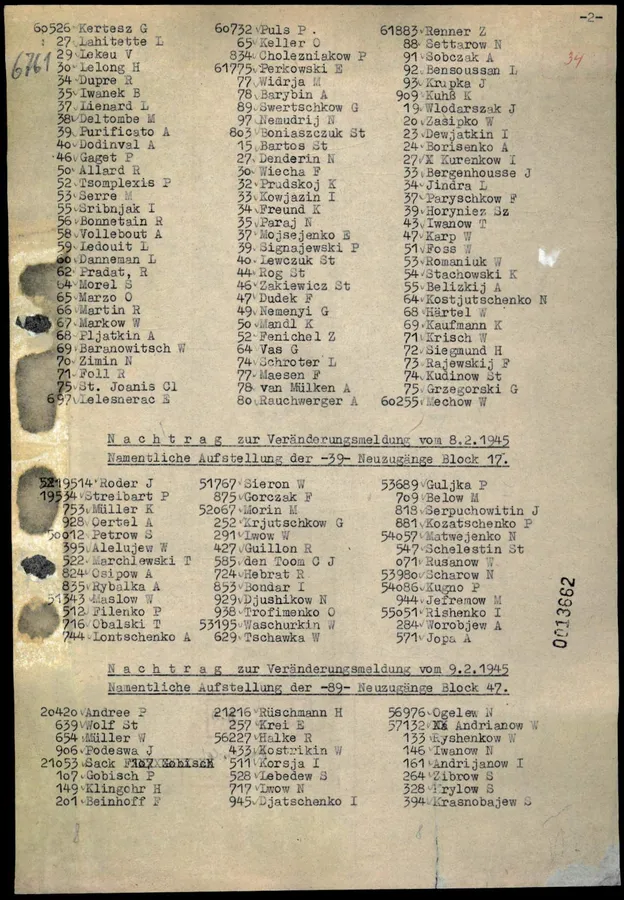 -2-
60526 Kertesz G 60732 Puls P. 61883 Renner Z
27 Lahitette L 65 Keller O 88 Settarow N
29 Lekeu V 834 Cholezniakow P 91 Sobczak A 34
6761 30 Lelong H 61775 Perkowski E 92 Bensoussan L
34 Dupre R 77 Widrja M 93 Krupka J
35 Iwanek B 78 Barybin A 909 Kuhß K
37 Lienard L 89 Swertschkow G 19 Wlodarszak J
38 Deltombe M 97 Nemudrij N 20 Zasipko W
39 Purificato A 803 Boniaszczuk St 23 Dewjatkin I
40 Dodinval A 15 Bartos St 24 Borisenko A
46 Gaget P 27 Denderin N 27 X Kurenkow I
50 Allard R 30 Wiecha F 33 Bergenhousse J
52 Tsomplexis P 32 Prudskoj K 34 Jindra L
53 Serre M 33 Kowjazin I 37 Paryschkow F
55 Sribnjak I 34 Freund K 39 Horyniez Sz
56 Bonnetain R 35 Paraj N 43 Iwanow T
58 Vollebout A 37 Mojsejenko E 47 Karp W
59 Ledouit L 39 Signajewski P 51 Foss W
60 Danneman L 40 Lewczuk St 53 Romaniuk W
62 Pradat, R 44 Rog St 54 Stachowski K
64 Morel S 46 Zakiewicz St 55 Belizkij A
65 Marzo O 47 Dudek F 64 Kostjutschenko N
66 Martin R 49 Nemenyi G 68 Härtel W
67 Markow W 50 Mandl K 69 Kaufmann K
68 Pljatkin A 52 Fenichel Z 71 Krisch W
69 Baranowitsch W 64 Vas G 72 Siegmund H
70 Zimin N 74 Schroter L 73 Rajewskij F
71 Foll R 77 Maesen F 74 Kudinow St
75 St. Joanis Cl 78 van Mülken A 75 Grzegorski G
697 Lelesnerac E 80 Rauchwerger A 60255 Mechow W
Nachtrag zur Veränderungsmeldung vom 8.2.1945
Namentliche Aufstellung der -39- Neuzugänge Block 17.
19514 Roder J 51767 Sieron W 53689 Guljka P
19534 Streibart P 875 Gorczak F 709 Below M
753 Müller K 52067 Morin M 818 Serpuchowitin J
928 Oertel A 252 Krjutschkow G 881 Kozatschenko P
50012 Petrow S 291 Lwow W 54057 Matwejenko N
395 Alelujew W 427 Guillon R 547 Schelestin St
522 Marchlewski T 585 den Toom C J 071 Rusanow W
824 Osipow A 724 Hebrat R 53980 Scharow N
835 Rybalka A 853 Bondar I 54086 Kugno P
51343 Maslow W 929 Djushikow N 944 Jefremow M
512 Filenko P 938 Trofimenko O 55051 Rishenko I
716 Obalski T 53195 Waschurkin W 284 Worobjew A
744 Lontschenko A 629 Tschawka W 571 Jopa A
0013662
Nachtrag zur Veränderungsmeldung vom 9.2.1945
Namentliche Aufstellung der -89- Neuzugänge Block 47.
20420 Andree P 21216 Rüschmann H 56976 Ogelew N
639 Wolf St 257 Krei E 57132 XX Andrianow W
654 Müller W 56227 Halke R 133 Ryshenkow W
906 Podeswa J 433 Kostrikin W 146 Iwanow N
21053 Sack F 511 Korsja I 161 Andrijanow I
107 Gobisch P 528 Lebedew S 264 Zibrow S
149 Klingohr H 717 Lwow N 328 Krylow S
201 Beinhoff F 945 Djatschenko I 394 Krasnobajew S
8 8